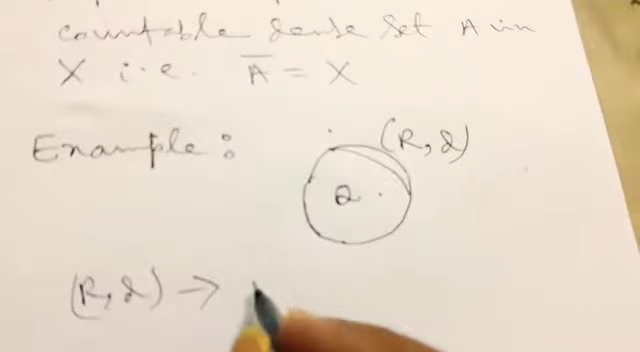 countable dense set A in
X i.e. A̅ = X
Example:
(R, d)
Q
(R, d) →